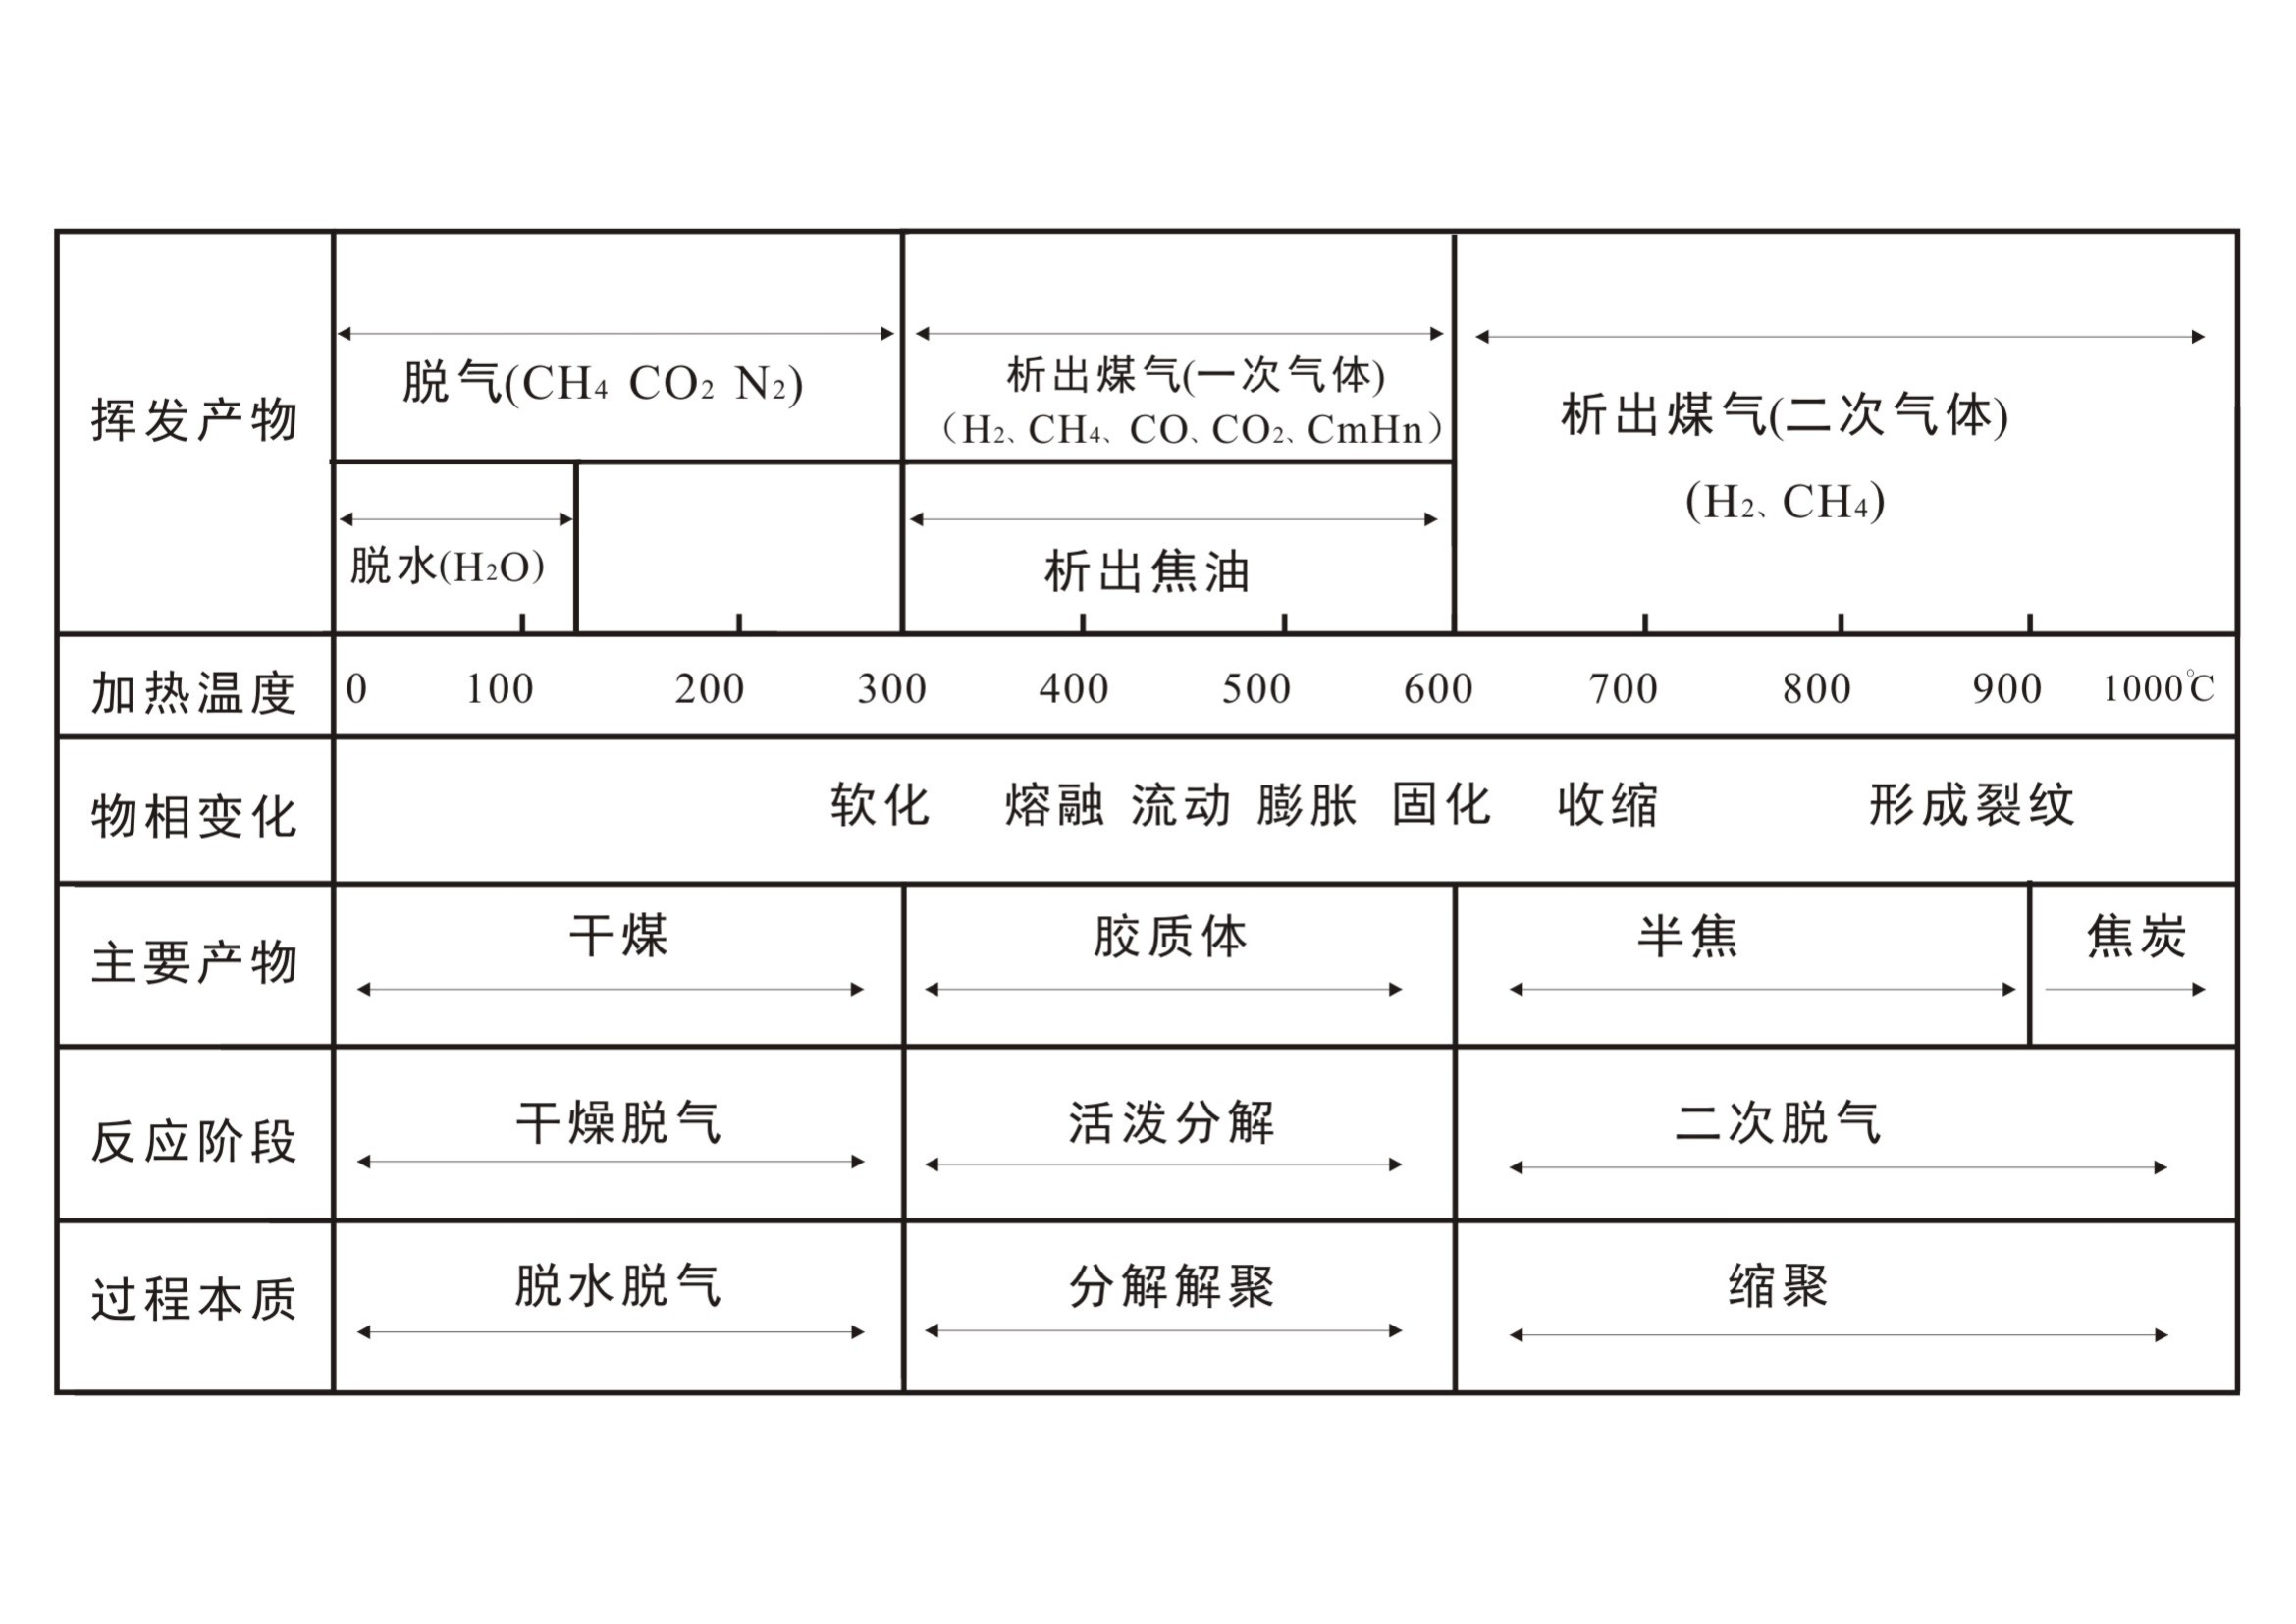 挥发产物
脱气(CH4 CO2 N2)
析出煤气(一次气体)
（H2、CH4、CO、CO2、CmHn）
析出煤气(二次气体)
(H2、CH4)
脱水(H2O)
析出焦油
加热温度 0 100 200 300 400 500 600 700 800 900 1000℃
物相变化 软化 熔融 流动 膨胀 固化 收缩 形成裂纹
主要产物 干煤 胶质体 半焦 焦炭
反应阶段 干燥脱气 活泼分解 二次脱气
过程本质 脱水脱气 分解解聚 缩聚